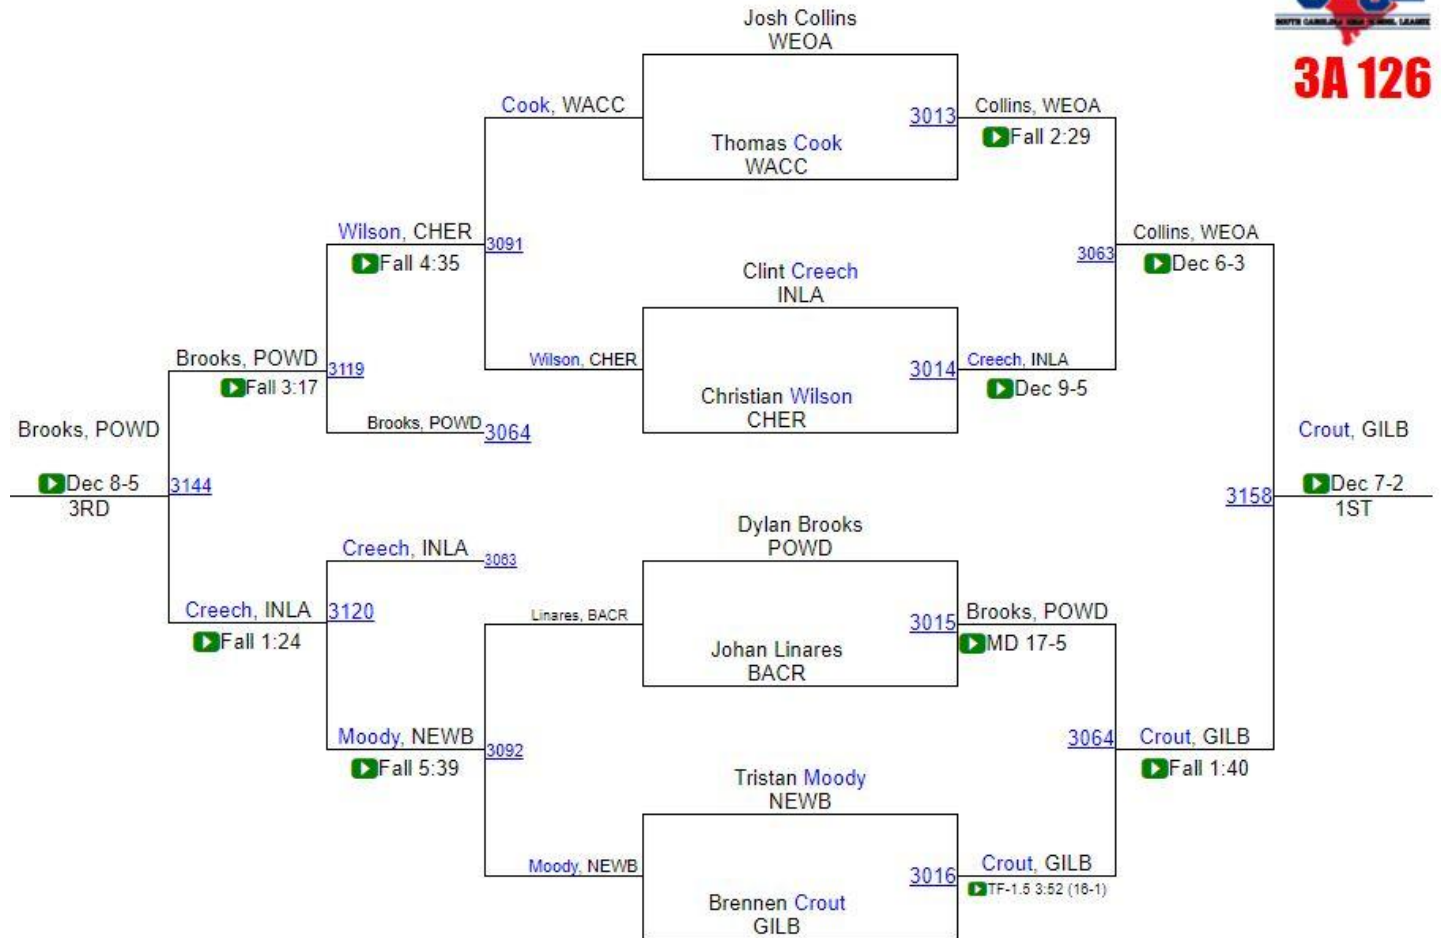 SOUTH CAROLINA HIGH SCHOOL LEAGUE
3A 126
Josh Collins
WEOA
Cook, WACC
3013
Collins, WEOA
Fall 2:29
Thomas Cook
WACC
Wilson, CHER
3091
Fall 4:35
Collins, WEOA
3063
Dec 6-3
Clint Creech
INLA
Brooks, POWD
3119
Fall 3:17
Wilson, CHER
3014
Creech, INLA
Dec 9-5
Christian Wilson
CHER
Brooks, POWD
3064
Brooks, POWD
Dec 8-5
3144
3RD
Crout, GILB
3158
Dec 7-2
1ST
Dylan Brooks
POWD
Creech, INLA
3063
Creech, INLA
3120
Fall 1:24
Linares, BACR
3015
Brooks, POWD
MD 17-5
Johan Linares
BACR
Moody, NEWB
3092
Fall 5:39
3064
Crout, GILB
Fall 1:40
Tristan Moody
NEWB
Moody, NEWB
3016
Crout, GILB
TF-1.5 3:52 (16-1)
Brennen Crout
GILB